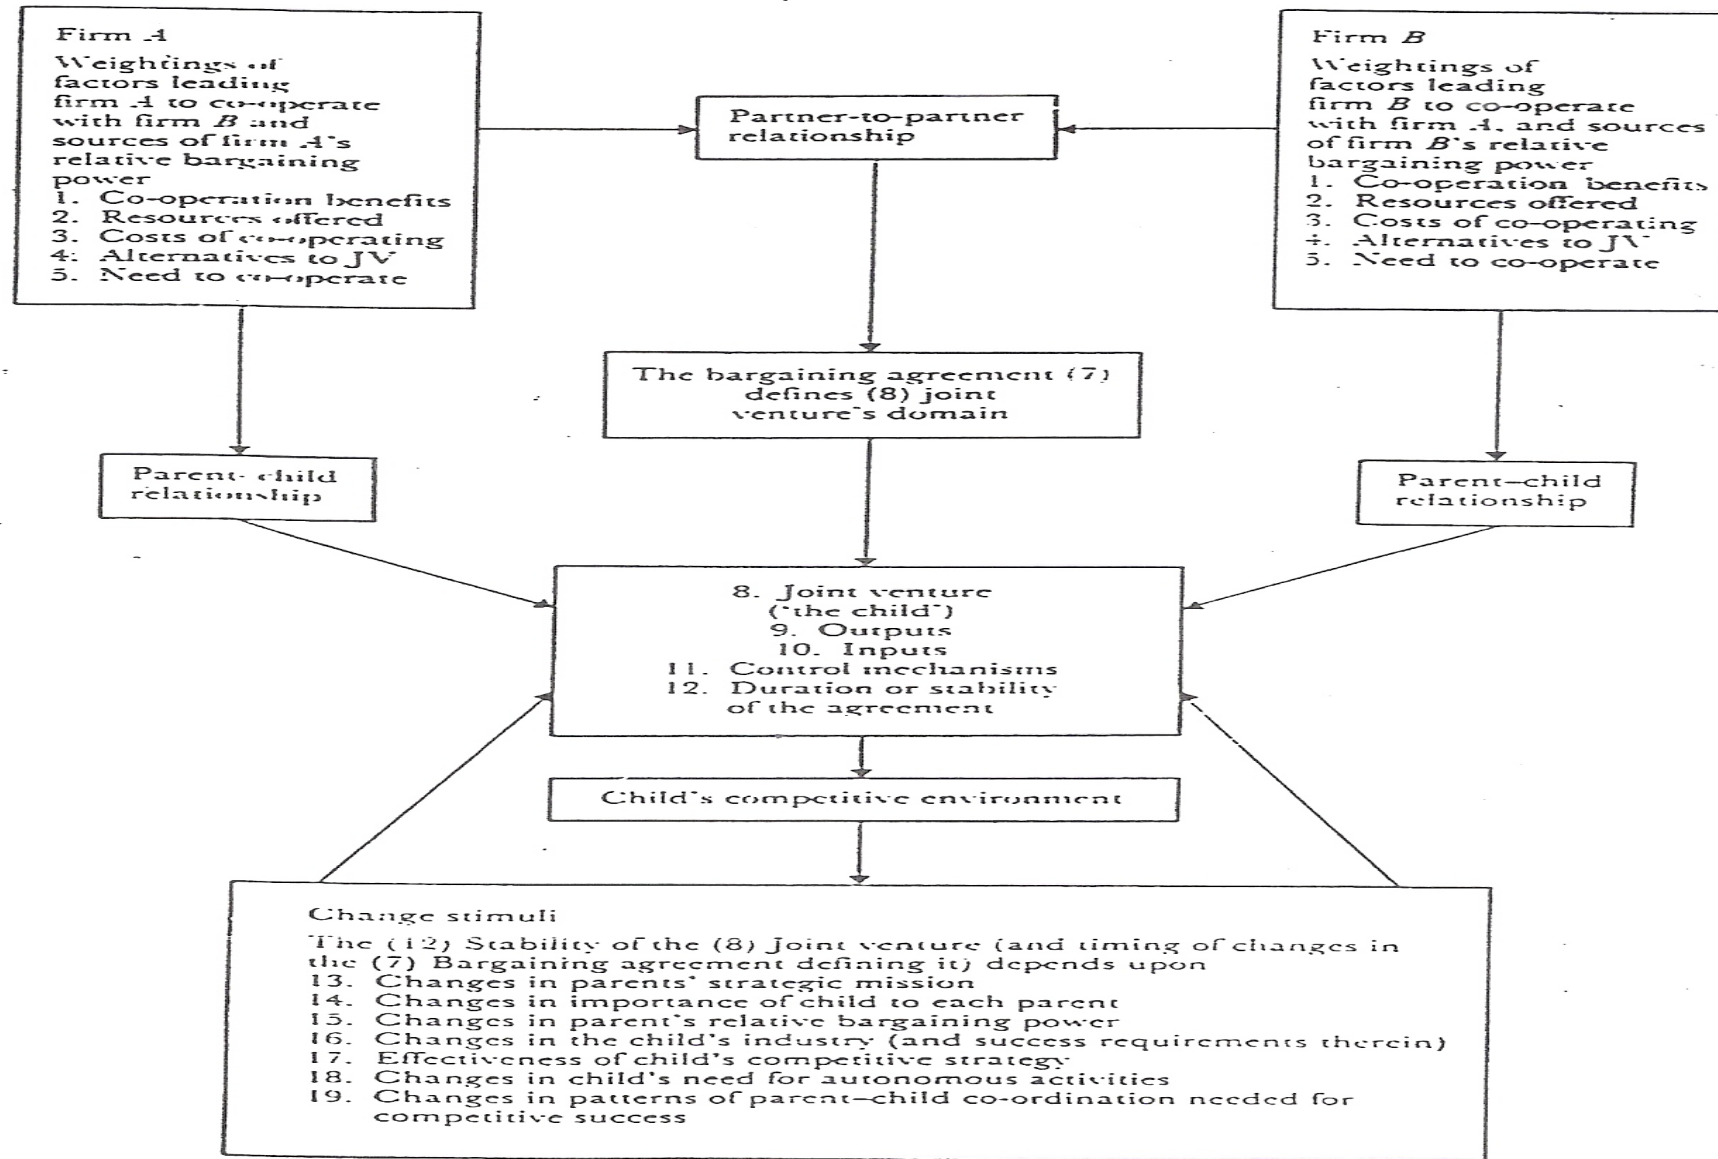 Firm A
Weightings of
factors leading
firm A to co-operate
with firm B and
sources of firm A's
relative bargaining
power
1. Co-operation benefits
2. Resources offered
3. Costs of co-operating
4. Alternatives to JV
5. Need to co-operate
Partner-to-partner
relationship
Firm B
Weightings of
factors leading
firm B to co-operate
with firm A, and sources
of firm B's relative
bargaining power
1. Co-operation benefits
2. Resources offered
3. Costs of co-operating
4. Alternatives to JV
5. Need to co-operate
The bargaining agreement (7)
defines (8) joint
venture's domain
Parent-child
relationship
Parent–child
relationship
8. Joint venture
('the child')
9. Outputs
10. Inputs
11. Control mechanisms
12. Duration or stability
of the agreement
Child's competitive environment
Change stimuli
The (12) Stability of the (8) Joint venture (and timing of changes in
the (7) Bargaining agreement defining it) depends upon
13. Changes in parents' strategic mission
14. Changes in importance of child to each parent
15. Changes in parent's relative bargaining power
16. Changes in the child's industry (and success requirements therein)
17. Effectiveness of child's competitive strategy
18. Changes in child's need for autonomous activities
19. Changes in patterns of parent–child co-ordination needed for
competitive success